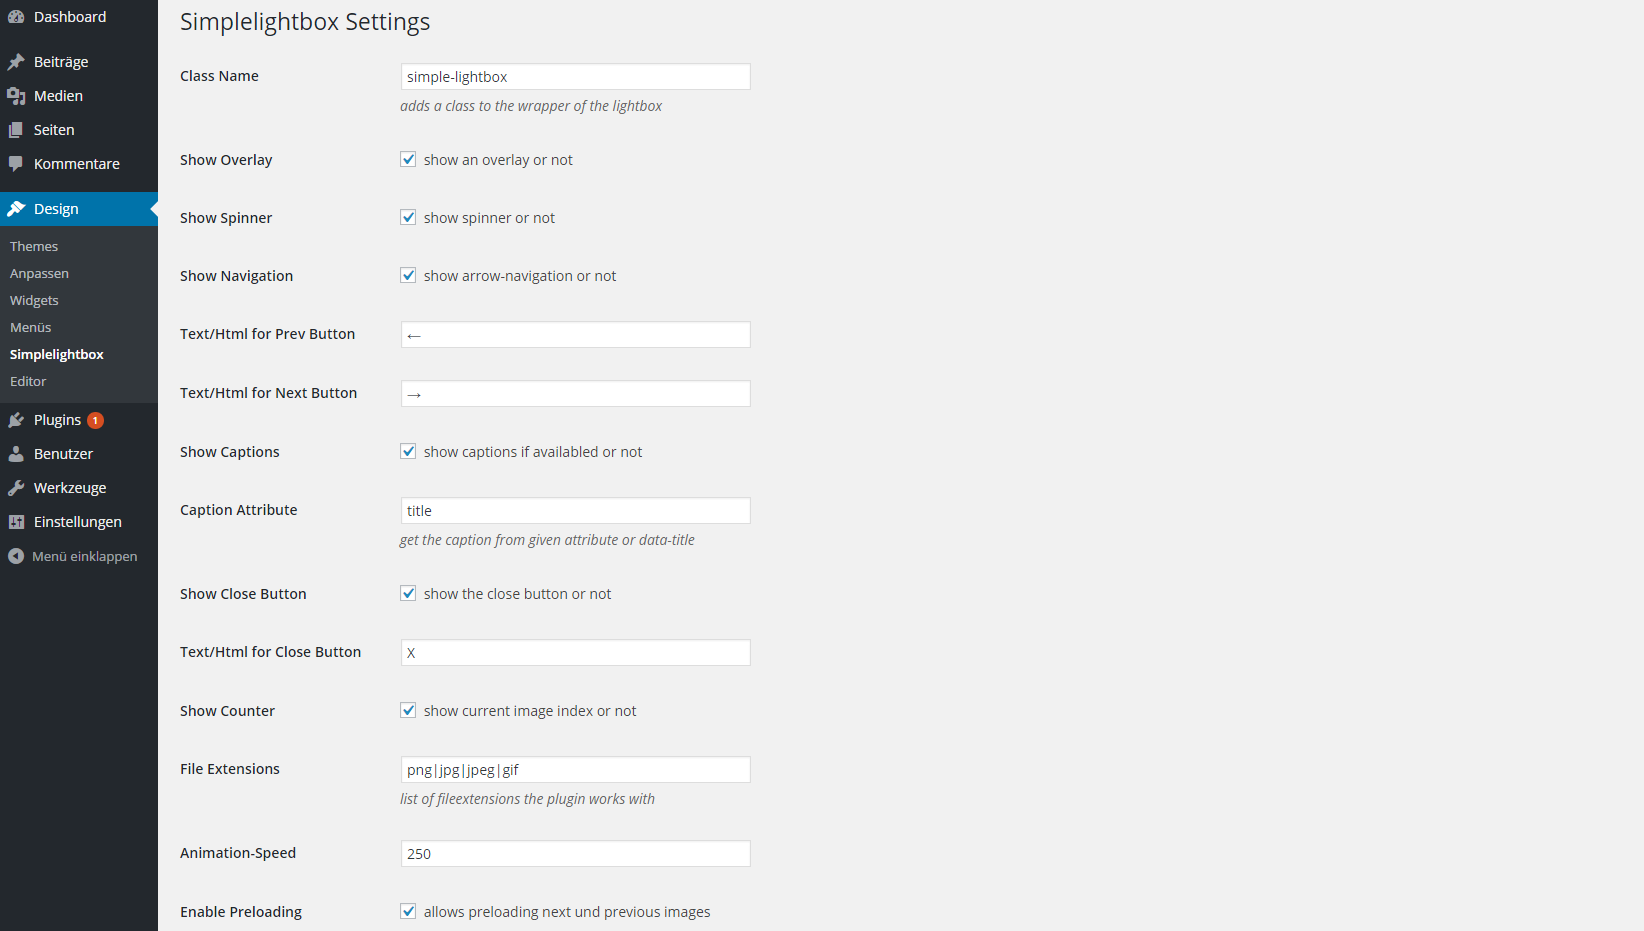 Dashboard
Beiträge
Medien
Seiten
Kommentare
Design
Themes
Anpassen
Widgets
Menüs
Simplelightbox
Editor
Plugins 1
Benutzer
Werkzeuge
Einstellungen
Menü einklappen
Simplelightbox Settings
Class Name
simple-lightbox
adds a class to the wrapper of the lightbox
Show Overlay
show an overlay or not
Show Spinner
show spinner or not
Show Navigation
show arrow-navigation or not
Text/Html for Prev Button
←
Text/Html for Next Button
→
Show Captions
show captions if availabled or not
Caption Attribute
title
get the caption from given attribute or data-title
Show Close Button
show the close button or not
Text/Html for Close Button
X
Show Counter
show current image index or not
File Extensions
png|jpg|jpeg|gif
list of fileextensions the plugin works with
Animation-Speed
250
Enable Preloading
allows preloading next und previous images